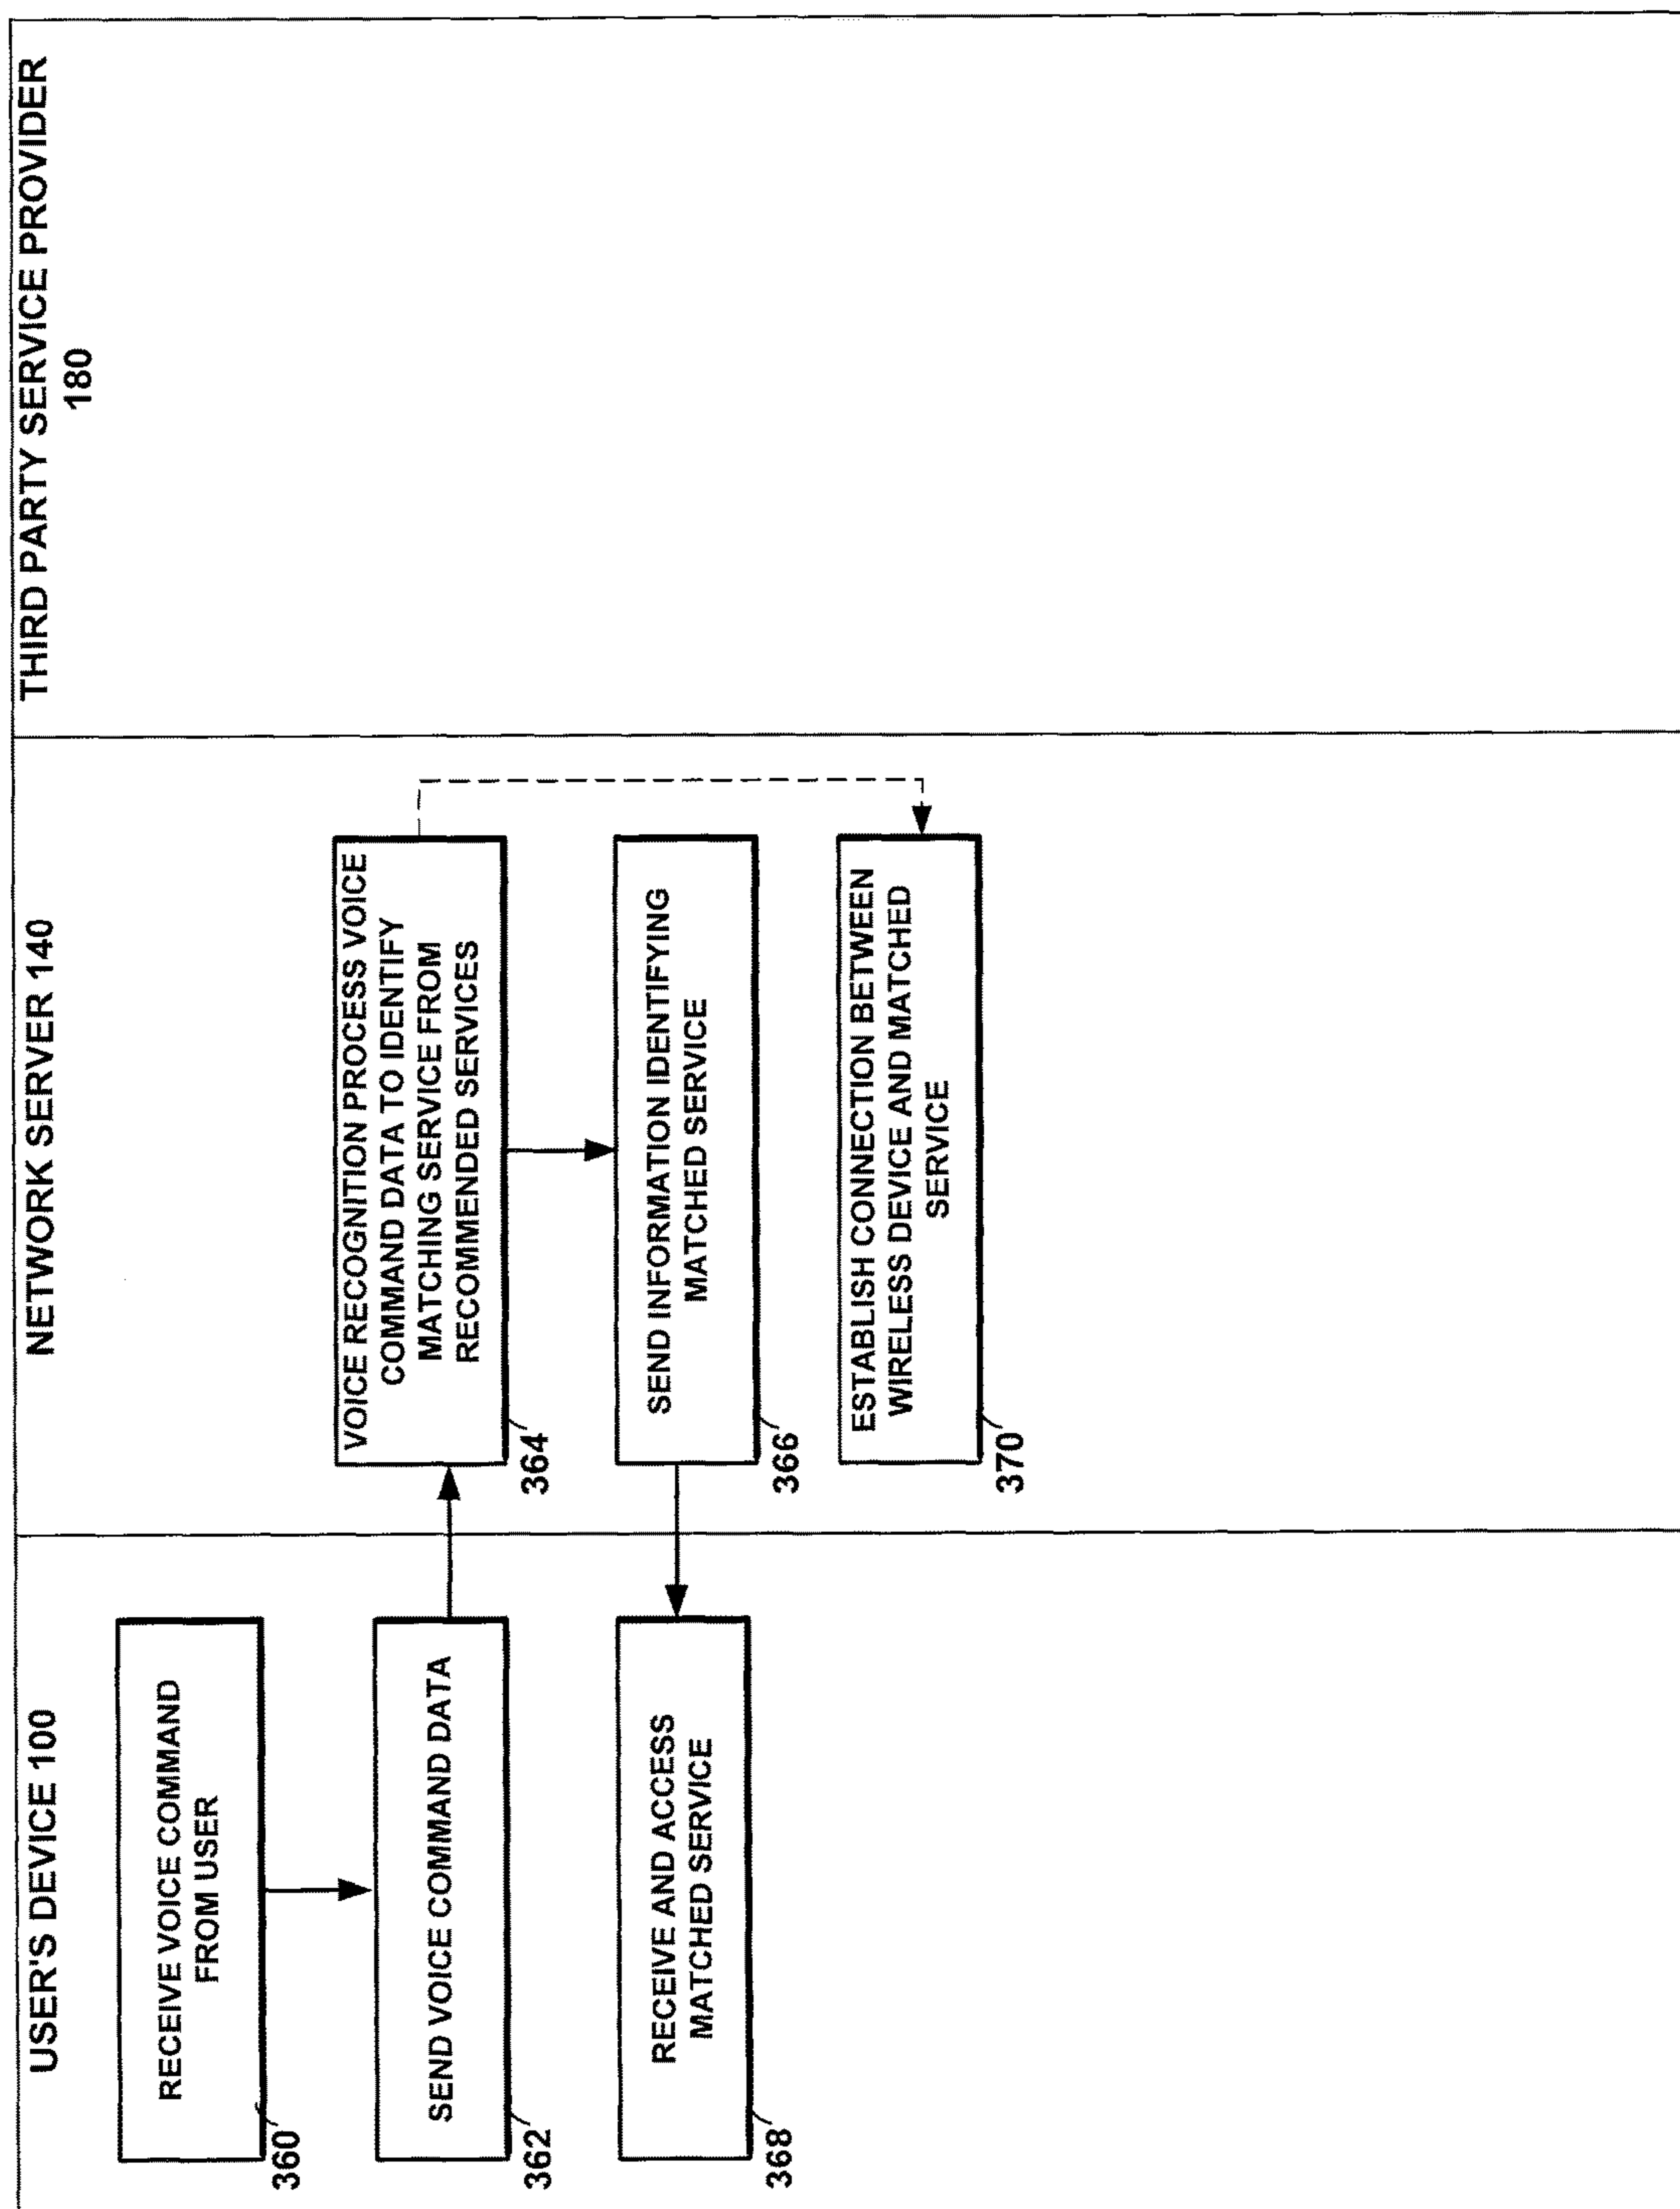 USER'S DEVICE 100
NETWORK SERVER 140
THIRD PARTY SERVICE PROVIDER
180
RECEIVE VOICE COMMAND
FROM USER
360
SEND VOICE COMMAND DATA
362
VOICE RECOGNITION PROCESS VOICE
COMMAND DATA TO IDENTIFY
MATCHING SERVICE FROM
RECOMMENDED SERVICES
364
SEND INFORMATION IDENTIFYING
MATCHED SERVICE
366
RECEIVE AND ACCESS
MATCHED SERVICE
368
ESTABLISH CONNECTION BETWEEN
WIRELESS DEVICE AND MATCHED
SERVICE
370